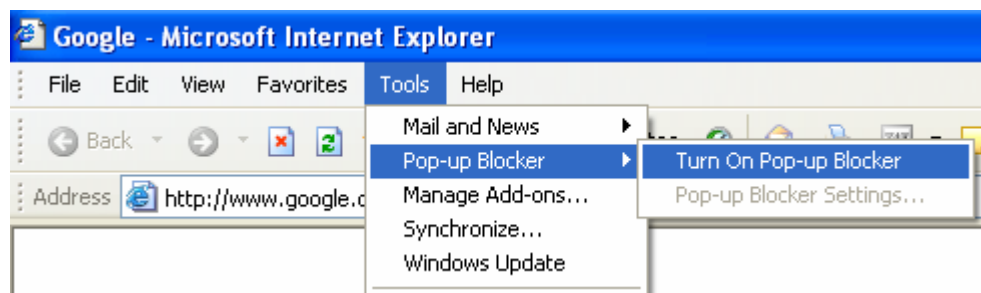 Google - Microsoft Internet Explorer
File Edit View Favorites Tools Help
Back
Mail and News
Pop-up Blocker
Turn On Pop-up Blocker
Address http://www.google.c
Manage Add-ons...
Pop-up Blocker Settings...
Synchronize...
Windows Update